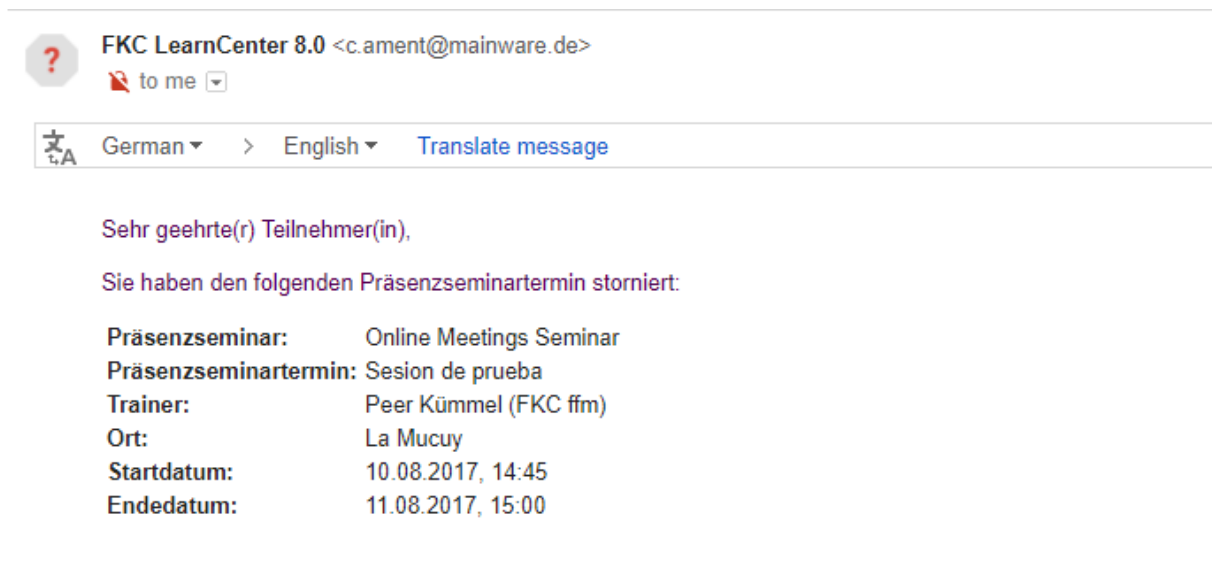 FKC LearnCenter 8.0 <c.ament@mainware.de>
?
to me
German > English Translate message
Sehr geehrte(r) Teilnehmer(in),
Sie haben den folgenden Präsenzseminartermin storniert:
Präsenzseminar: Online Meetings Seminar
Präsenzseminartermin: Sesion de prueba
Trainer: Peer Kümmel (FKC ffm)
Ort: La Mucuy
Startdatum: 10.08.2017, 14:45
Endedatum: 11.08.2017, 15:00